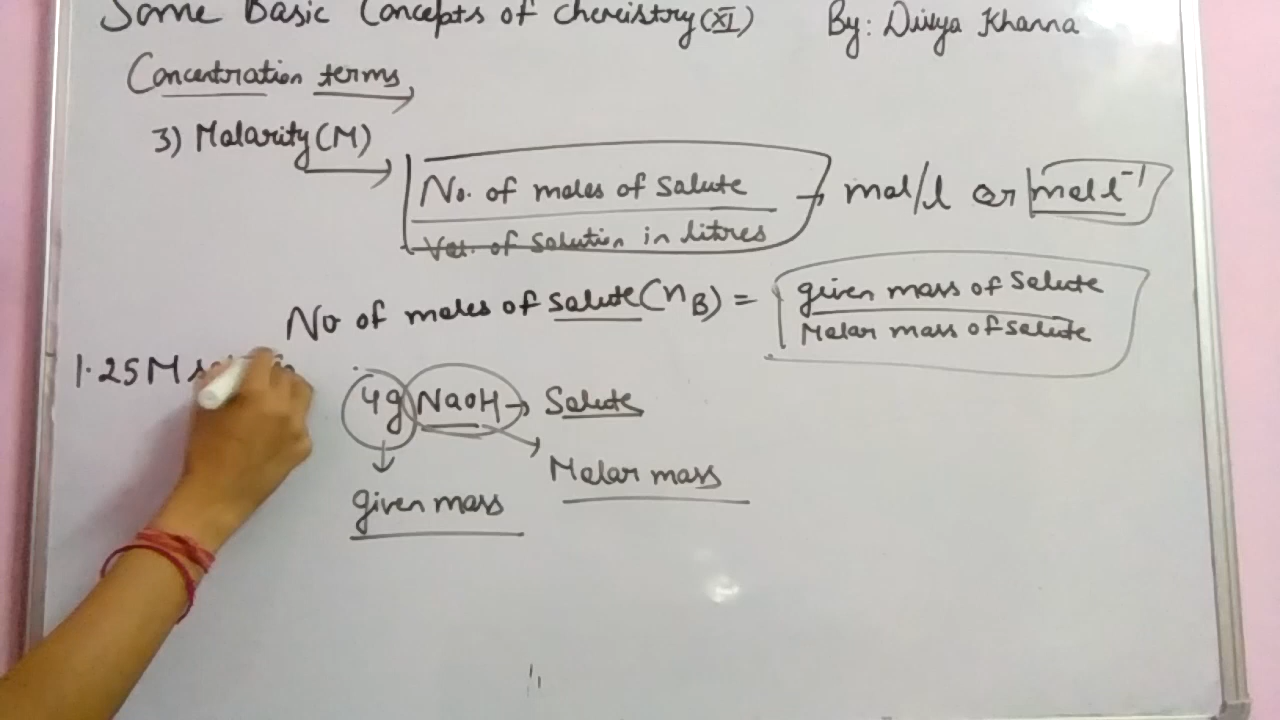 Some Basic Concepts of Chemistry (XI) By: Divya Khanna
Concentration terms
3) Molarity (M)
No. of moles of solute
Vol. of solution in litres
→ mol/l or mol l⁻¹
No of moles of solute (nB) = given mass of solute
Molar mass of solute
1.25 M
4g NaOH → Solute
Molar mass
given mass